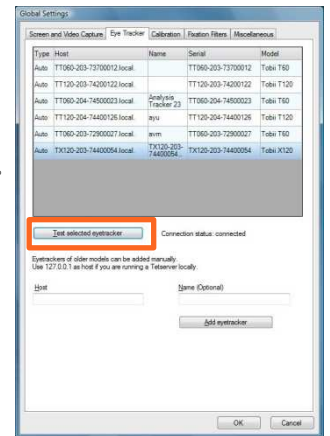 Global Settings
Screen and Video Capture Eye Tracker Calibration Fixation Filters Miscellaneous
Type Host Name Serial Model
Auto TT060-203-73700012.local. TT060-203-73700012 Tobii T60
Auto TT120-203-74200122.local. TT120-203-74200122 Tobii T120
Auto TT060-204-74500023.local. Analysis Tracker 23 TT060-204-74500023 Tobii T60
Auto TT120-204-74400126.local. ayu TT120-204-74400126 Tobii T120
Auto TT060-203-72900027.local. avm TT060-203-72900027 Tobii T60
Auto TX120-203-74400054.local. TX120-203-74400054... TX120-203-74400054 Tobii X120
Test selected eyetracker Connection status: connected
Eyetrackers of older models can be added manually.
Use 127.0.0.1 as host if you are running a Tetserver locally.
Host Name (Optional)
Add eyetracker
OK Cancel